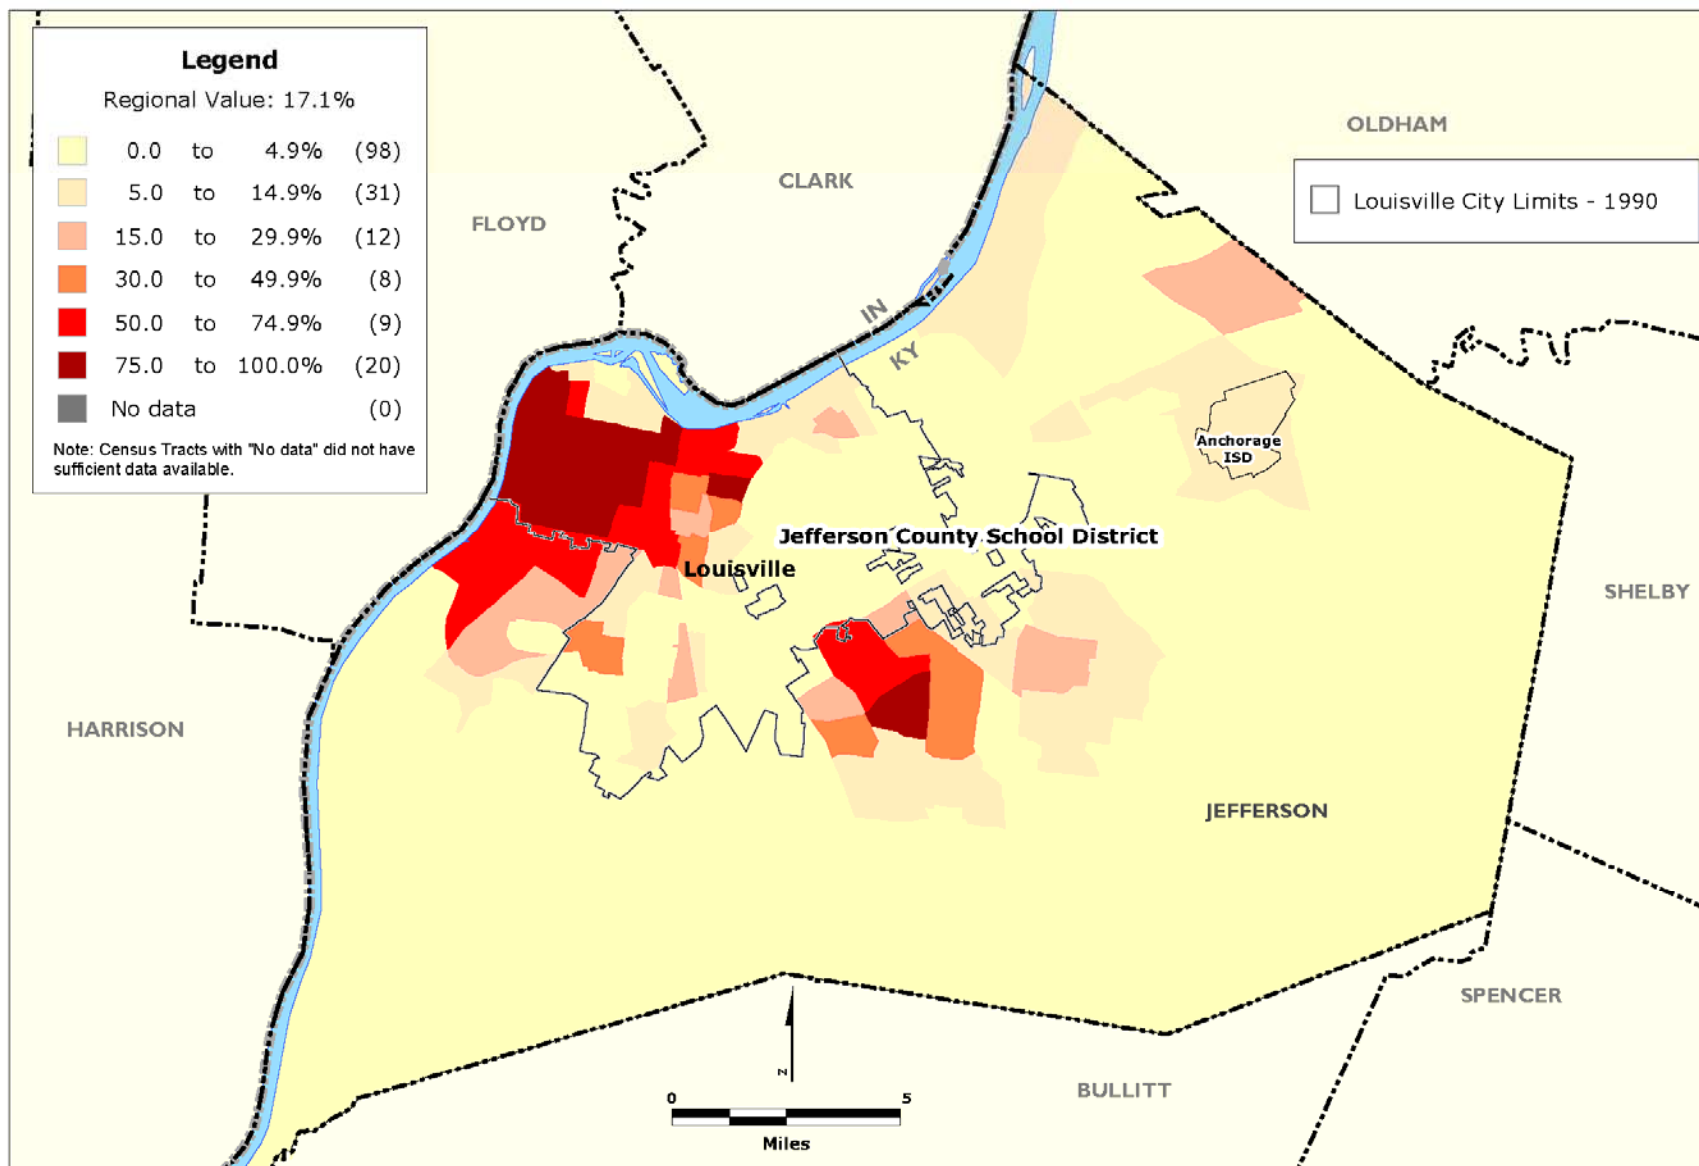 Legend
Regional Value: 17.1%
0.0 to 4.9% (98)
5.0 to 14.9% (31)
15.0 to 29.9% (12)
30.0 to 49.9% (8)
50.0 to 74.9% (9)
75.0 to 100.0% (20)
No data (0)
Note: Census Tracts with "No data" did not have
sufficient data available.
OLDHAM
Louisville City Limits - 1990
CLARK
FLOYD
IN
KY
Anchorage
ISD
Jefferson County School District
Louisville
SHELBY
HARRISON
JEFFERSON
SPENCER
N
BULLITT
0 5
Miles